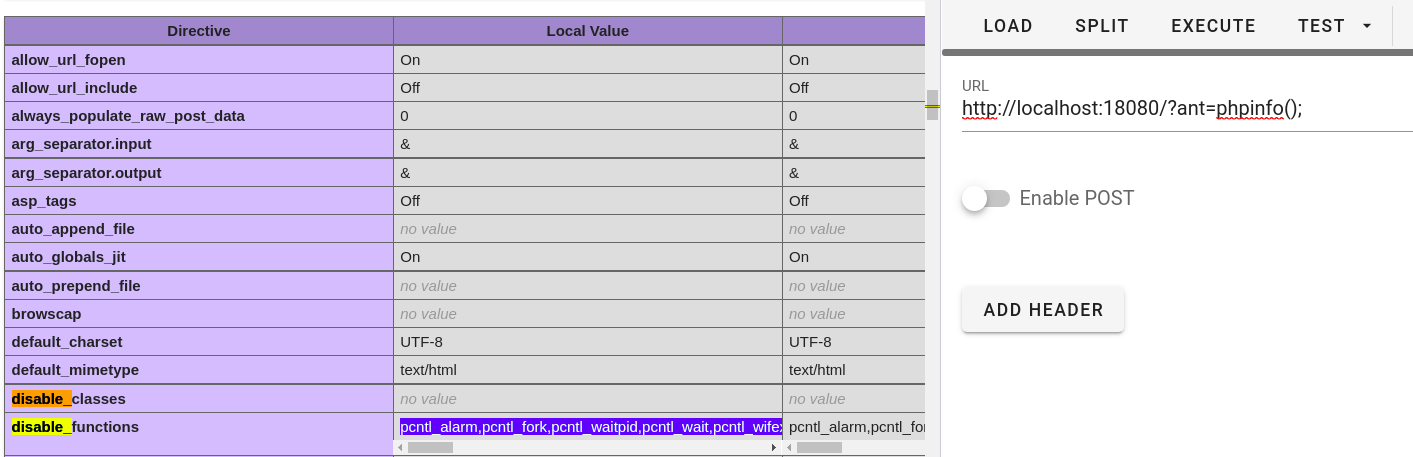 Directive Local Value
allow_url_fopen On On
allow_url_include Off Off
always_populate_raw_post_data 0 0
arg_separator.input & &
arg_separator.output & &
asp_tags Off Off
auto_append_file no value no value
auto_globals_jit On On
auto_prepend_file no value no value
browscap no value no value
default_charset UTF-8 UTF-8
default_mimetype text/html text/html
disable_classes no value no value
disable_functions pcntl_alarm,pcntl_fork,pcntl_waitpid,pcntl_wait,pcntl_wifex pcntl_alarm,pcntl_for
LOAD SPLIT EXECUTE TEST
URL
http://localhost:18080/?ant=phpinfo();
Enable POST
ADD HEADER